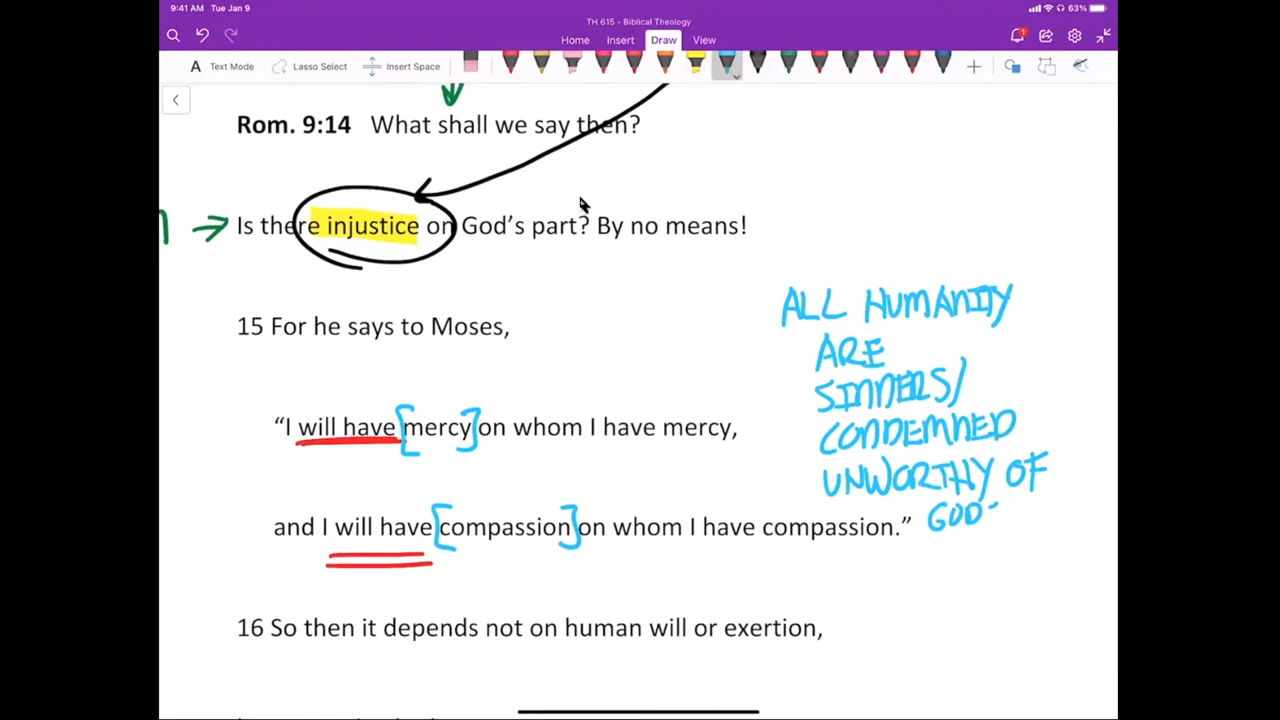 9:41 AM Tue Jan 9
63%
TH 615 - Biblical Theology
Home Insert Draw View
1
A Text Mode Lasso Select Insert Space
Rom. 9:14 What shall we say then?
Is there injustice on God’s part? By no means!
15 For he says to Moses,
“I will have [mercy] on whom I have mercy,
and I will have [compassion] on whom I have compassion.”
ALL HUMANITY
ARE
SINNERS/
CONDEMNED
UNWORTHY OF
GOD
16 So then it depends not on human will or exertion,